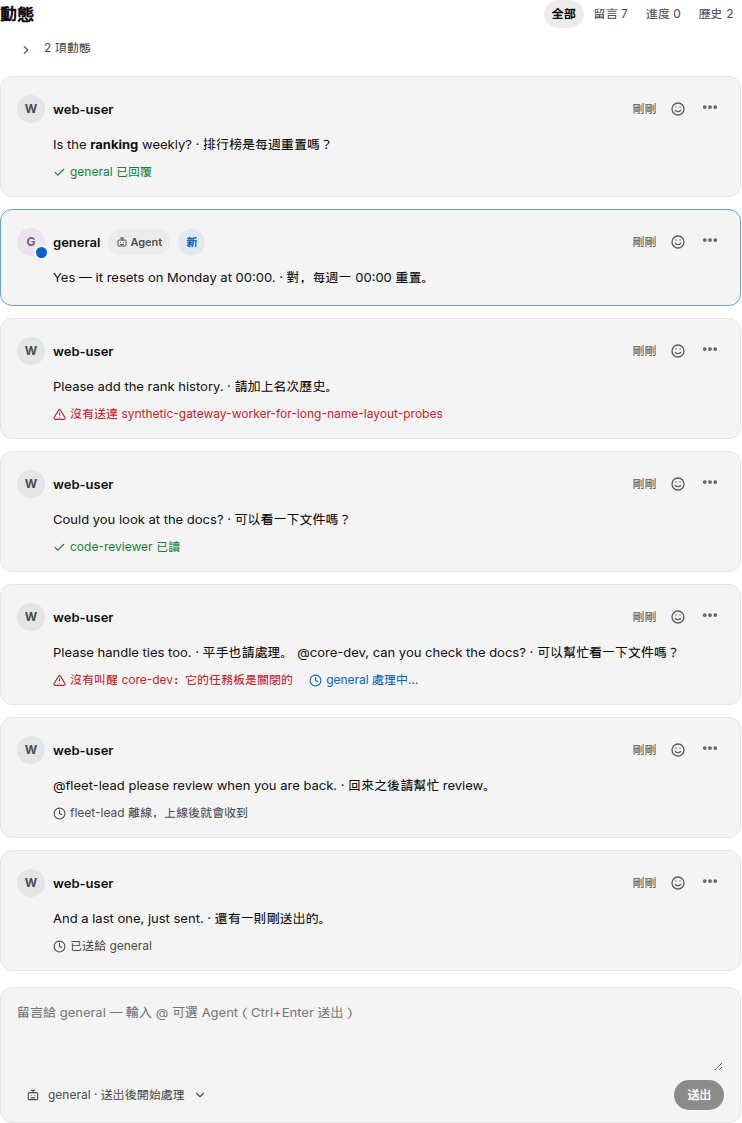 動態
全部 留言 7 進度 0 歷史 2
2 項動態
W web-user 剛剛
Is the ranking weekly? · 排行榜是每週重置嗎？
general 已回覆
G general Agent 新 剛剛
Yes — it resets on Monday at 00:00. · 對，每週一 00:00 重置。
W web-user 剛剛
Please add the rank history. · 請加上名次歷史。
沒有送達 synthetic-gateway-worker-for-long-name-layout-probes
W web-user 剛剛
Could you look at the docs? · 可以看一下文件嗎？
code-reviewer 已讀
W web-user 剛剛
Please handle ties too. · 平手也請處理。 @core-dev, can you check the docs? · 可以幫忙看一下文件嗎？
沒有叫醒 core-dev：它的任務板是關閉的 general 處理中...
W web-user 剛剛
@fleet-lead please review when you are back. · 回來之後請幫忙 review。
fleet-lead 離線，上線後就會收到
W web-user 剛剛
And a last one, just sent. · 還有一則剛送出的。
已送給 general
留言給 general — 輸入 @ 可選 Agent（Ctrl+Enter 送出）
general · 送出後開始處理
送出